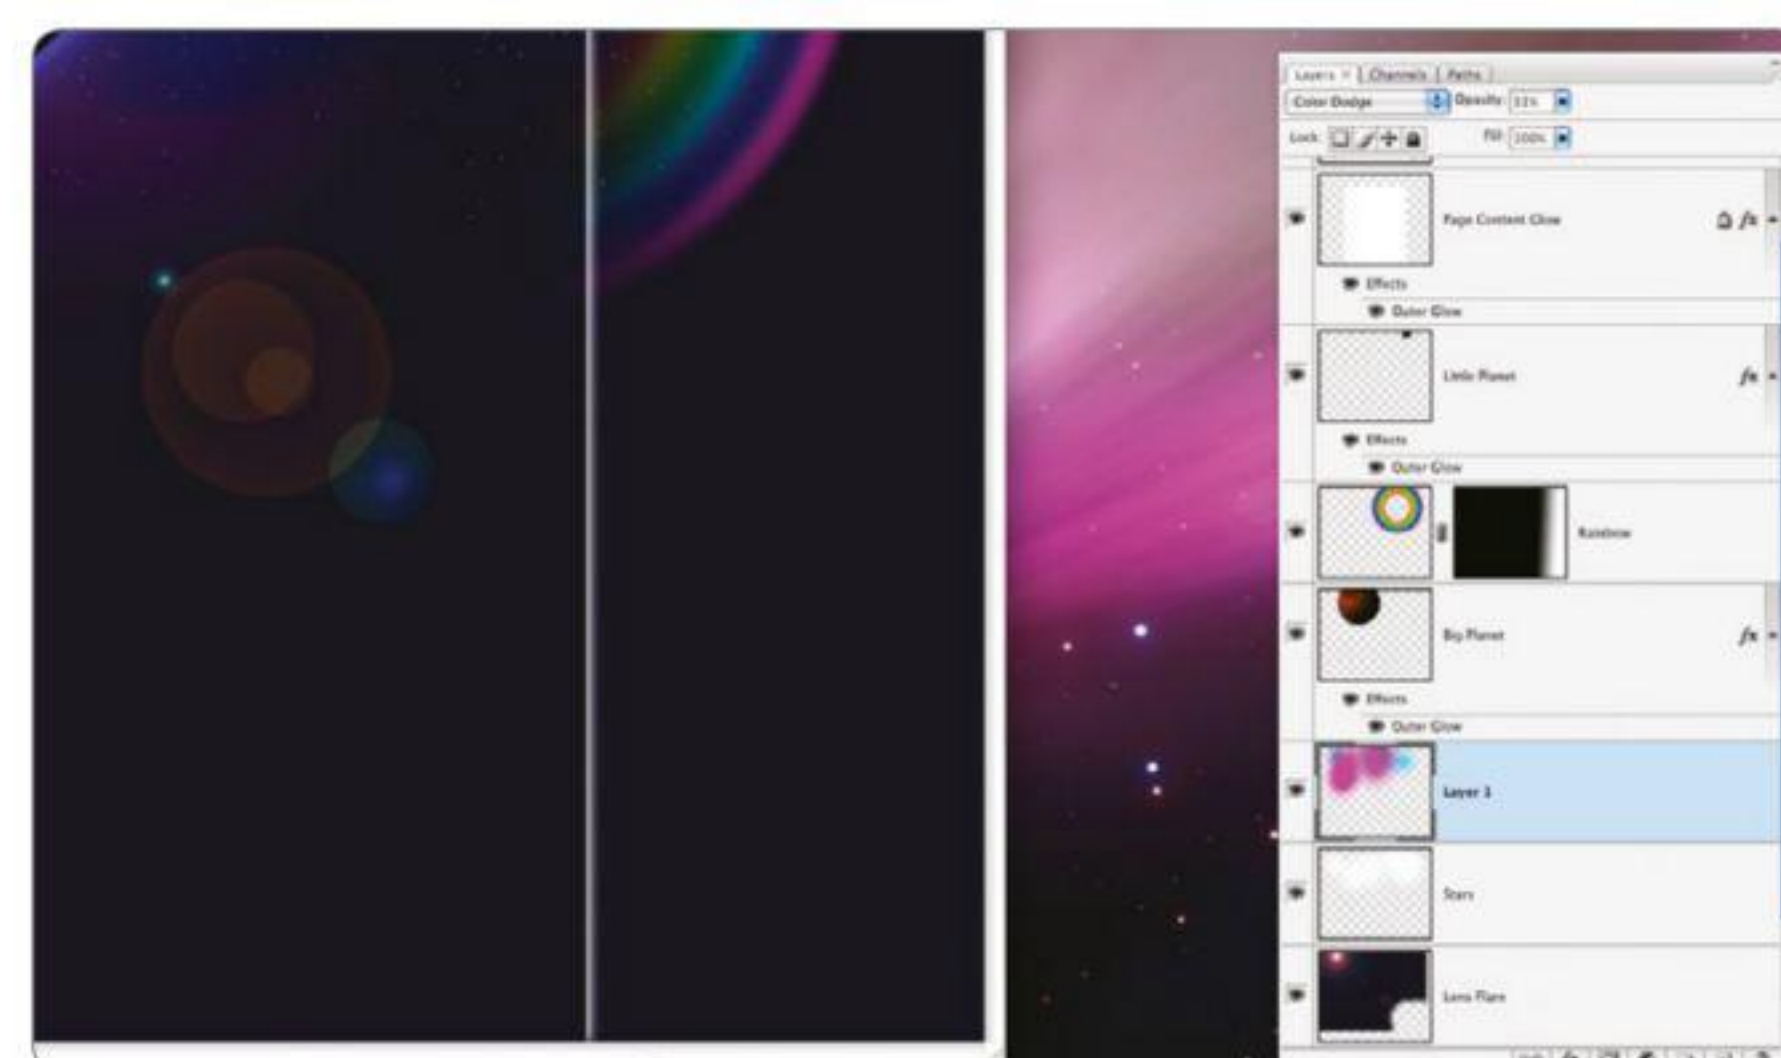 Layers × Channels Paths
Color Dodge Opacity:
Lock: Fill: 100%
Page Content Glow
Effects
Outer Glow
Little Planet
Effects
Outer Glow
Rainbow
Big Planet
Effects
Outer Glow
Layer 1
Stars
Lens Flare